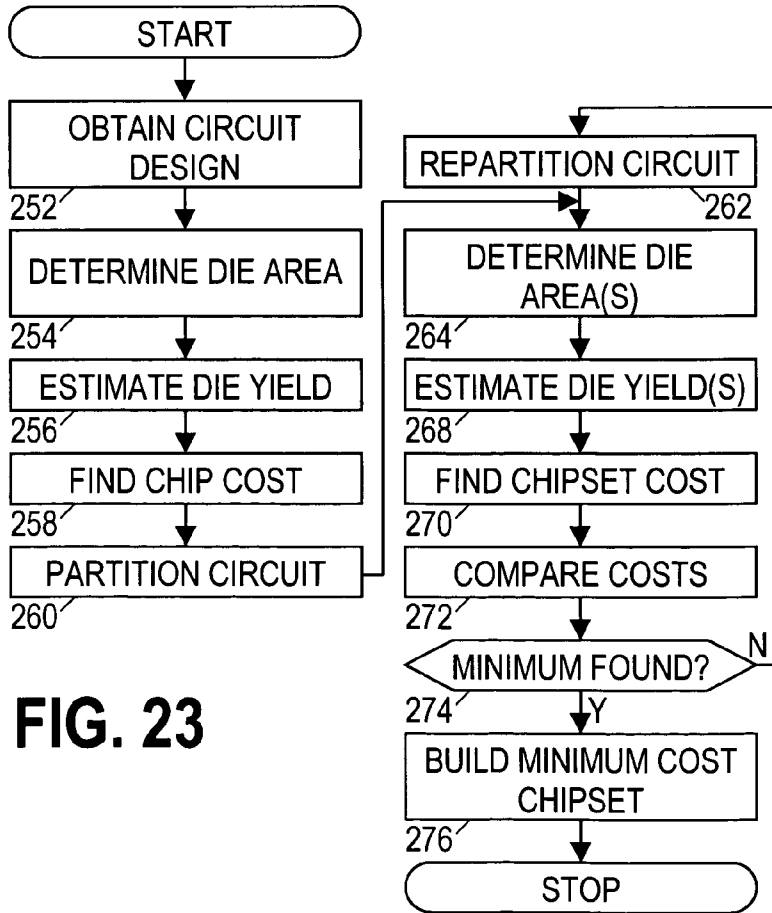 START
OBTAIN CIRCUIT
DESIGN
252
DETERMINE DIE AREA
254
ESTIMATE DIE YIELD
256
FIND CHIP COST
258
PARTITION CIRCUIT
260
REPARTITION CIRCUIT
262
DETERMINE DIE
AREA(S)
264
ESTIMATE DIE YIELD(S)
268
FIND CHIPSET COST
270
COMPARE COSTS
272
MINIMUM FOUND?
N
274
Y
BUILD MINIMUM COST
CHIPSET
276
STOP
FIG. 23